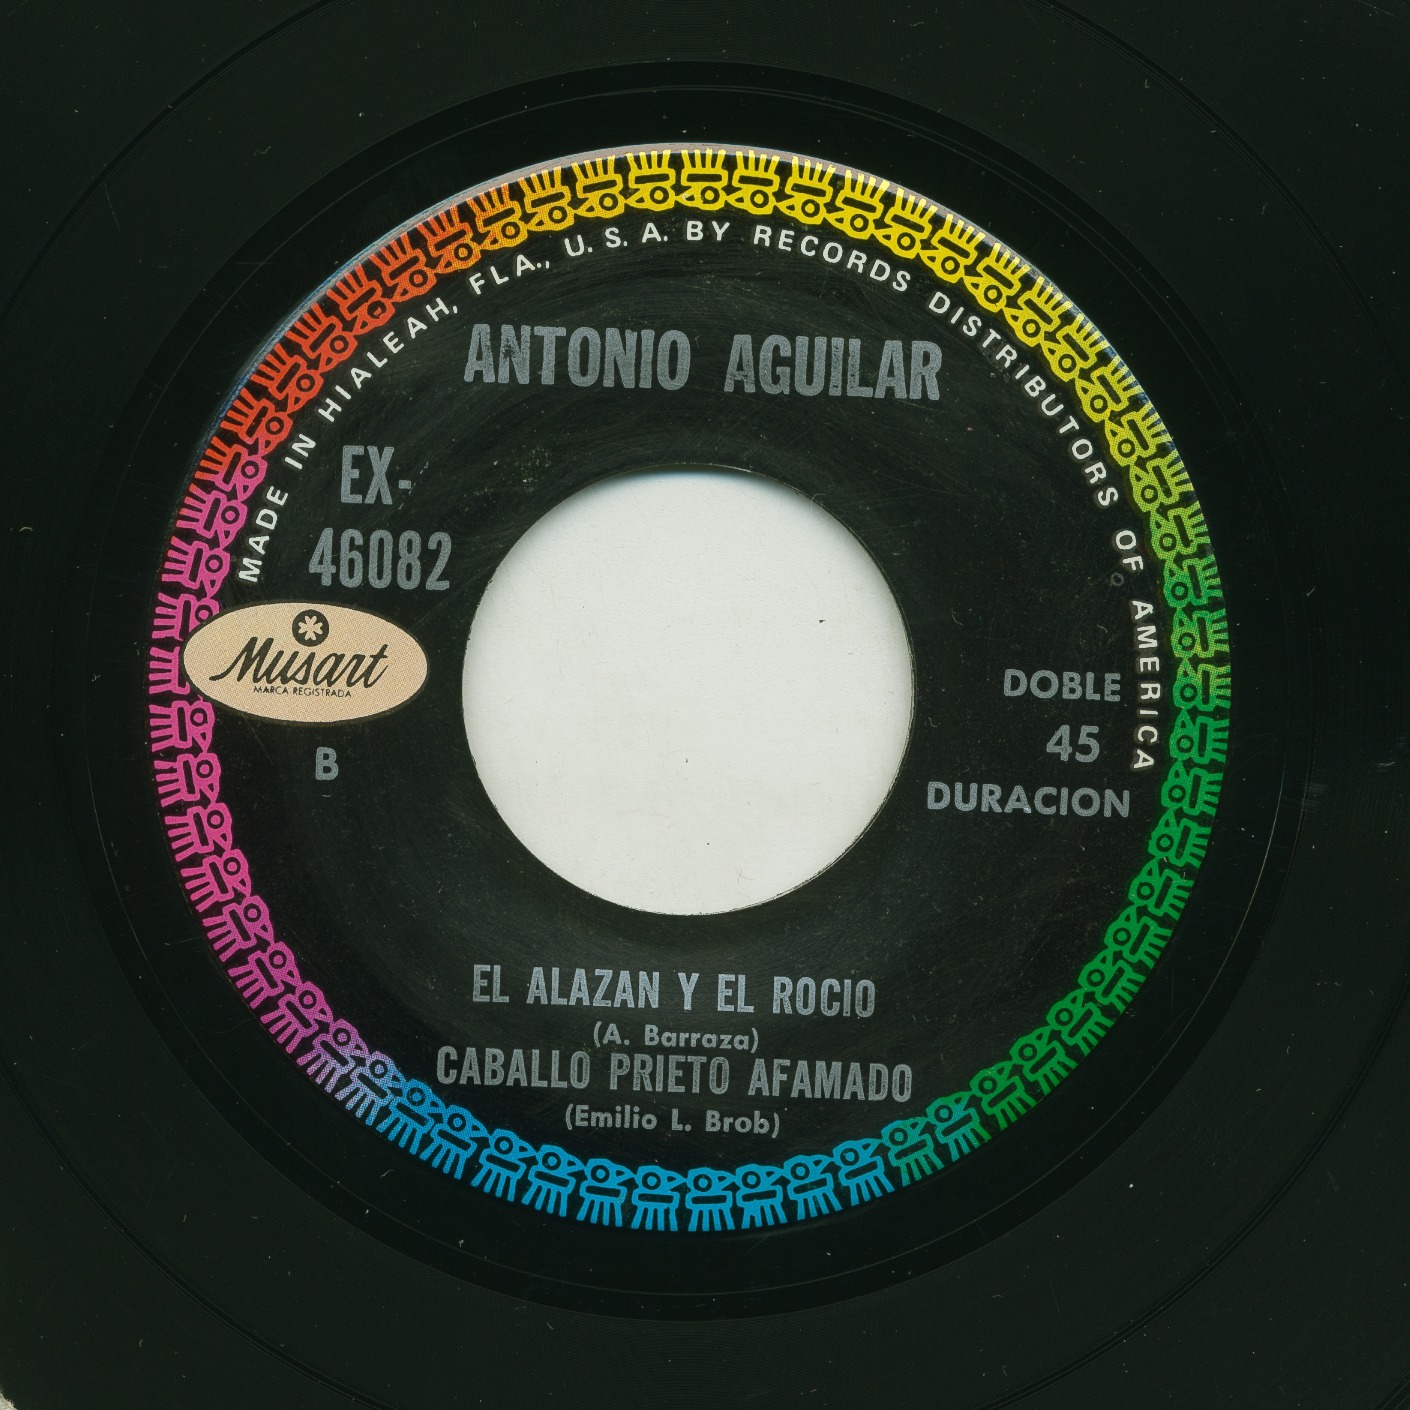 MADE IN HIALEAH, FLA., U. S. A. BY RECORDS DISTRIBUTORS OF AMERICA
ANTONIO AGUILAR
EX-
46082
Musart
MARCA REGISTRADA
B
DOBLE
45
DURACION
EL ALAZAN Y EL ROCIO
(A. Barraza)
CABALLO PRIETO AFAMADO
(Emilio L. Brob)